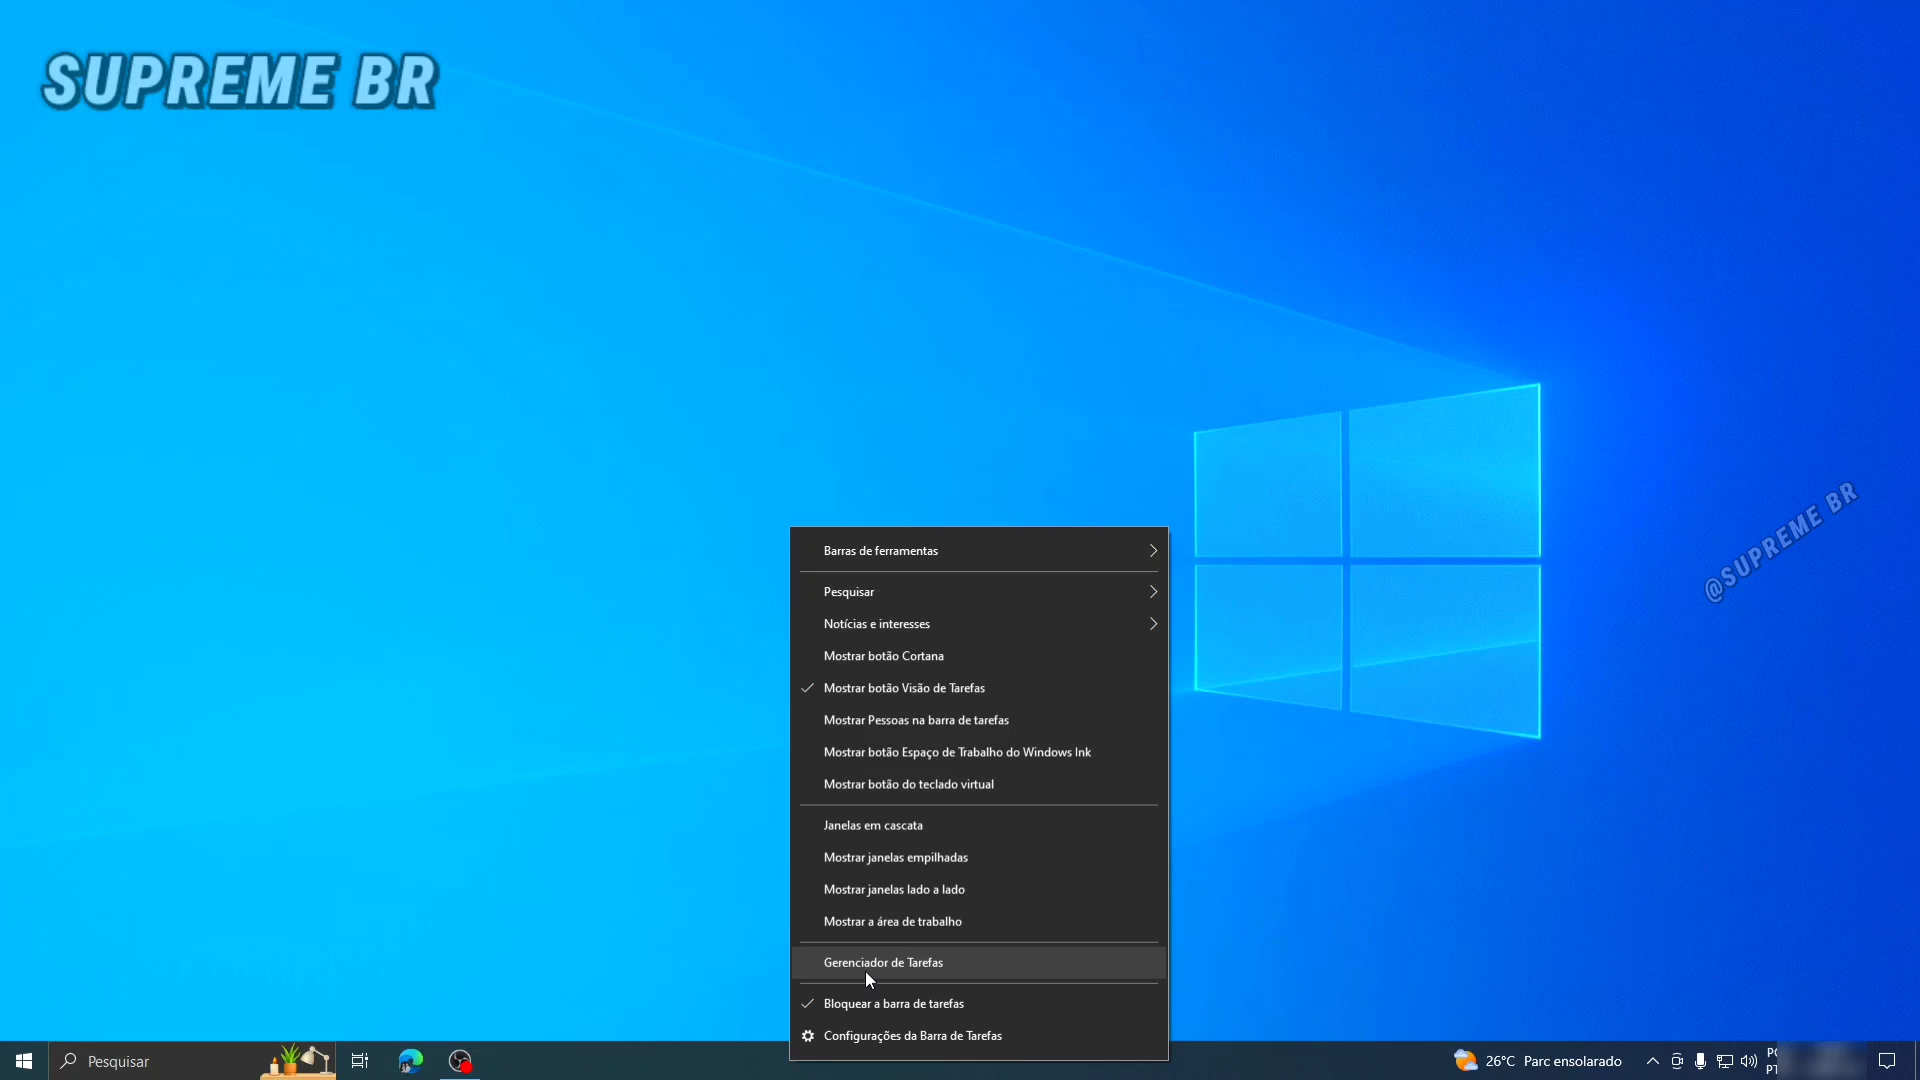 SUPREME BR
@SUPREME BR
Barras de ferramentas
Pesquisar
Notícias e interesses
Mostrar botão Cortana
Mostrar botão Visão de Tarefas
Mostrar Pessoas na barra de tarefas
Mostrar botão Espaço de Trabalho do Windows Ink
Mostrar botão do teclado virtual
Janelas em cascata
Mostrar janelas empilhadas
Mostrar janelas lado a lado
Mostrar a área de trabalho
Gerenciador de Tarefas
Bloquear a barra de tarefas
Configurações da Barra de Tarefas
Pesquisar
26°C Parc ensolarado